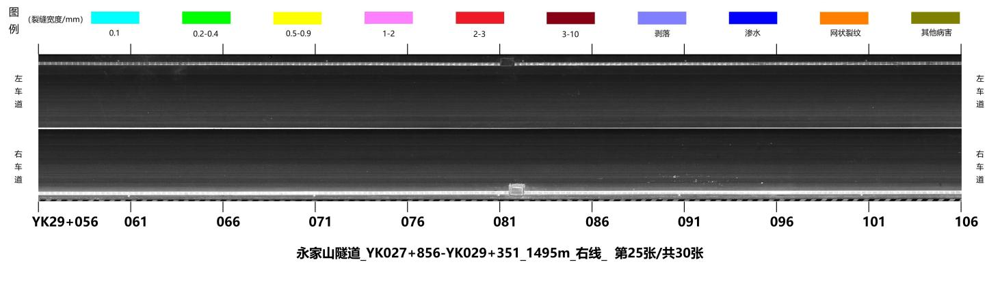 图例
(裂缝宽度/mm)
0.1
0.2-0.4
0.5-0.9
1-2
2-3
3-10
剥落
渗水
网状裂纹
其他病害
左车道
左车道
右车道
右车道
YK29+056 061 066 071 076 081 086 091 096 101 106
永家山隧道_YK027+856-YK029+351_1495m_右线_ 第25张/共30张